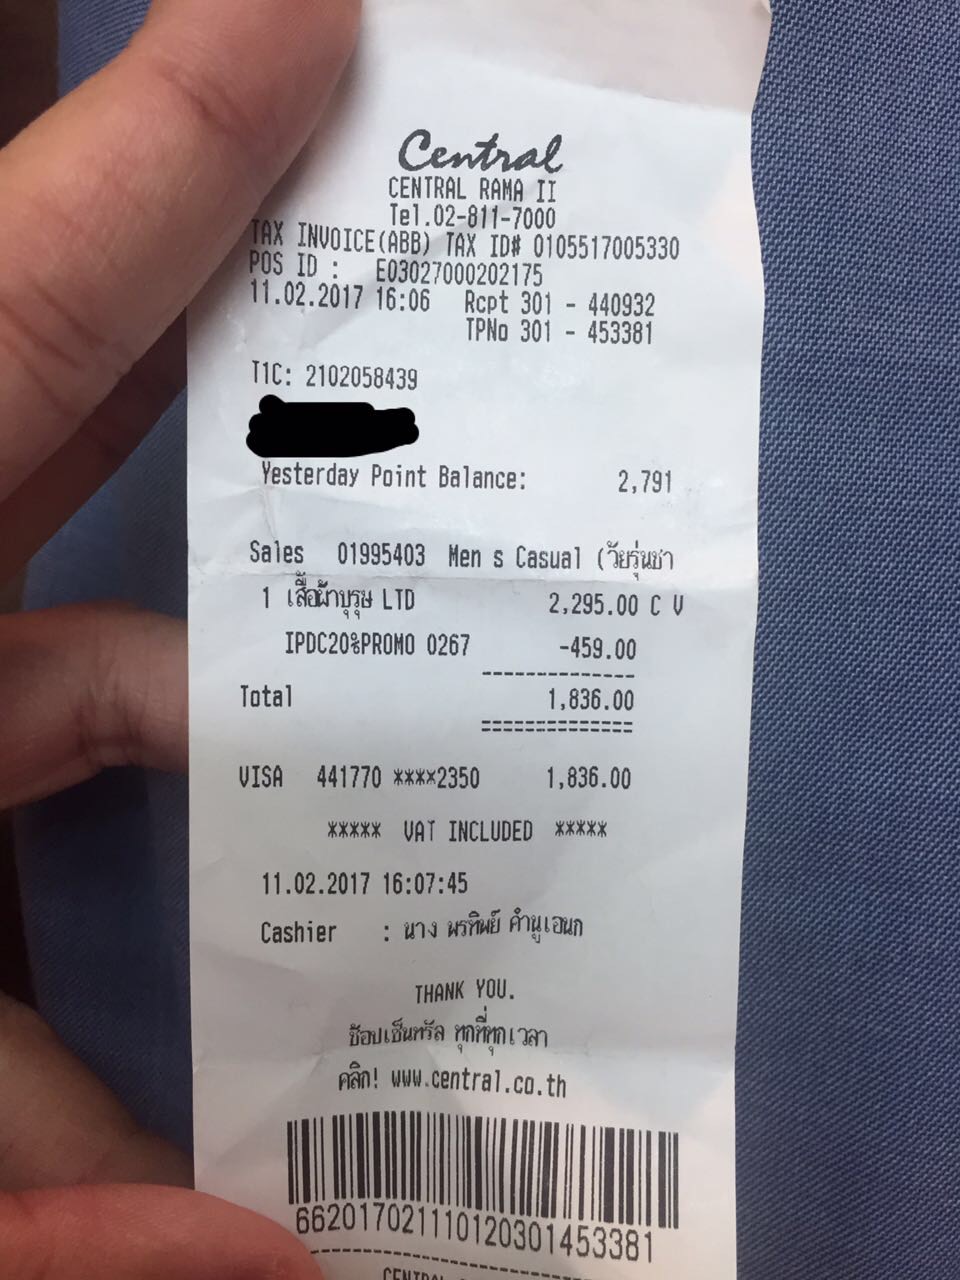 Central
CENTRAL RAMA II
Tel.02-811-7000
TAX INVOICE(ABB) TAX ID# 0105517005330
POS ID : E03027000202175
11.02.2017 16:06 Rcpt 301 - 440932
TPNo 301 - 453381
T1C: 2102058439
Yesterday Point Balance: 2,791
Sales 01995403 Men s Casual (วัยรุ่นชา
1 เสื้อผ้าบุรุษ LTD 2,295.00 C V
IPDC20%PROMO 0267 -459.00
Total 1,836.00
VISA 441770 ****2350 1,836.00
***** VAT INCLUDED *****
11.02.2017 16:07:45
Cashier : นาง พรทิพย์ คำนูเอนก
THANK YOU.
ช้อปเซ็นทรัล ทุกที่ทุกเวลา
คลิก! www.central.co.th
6620170211101203014533​81